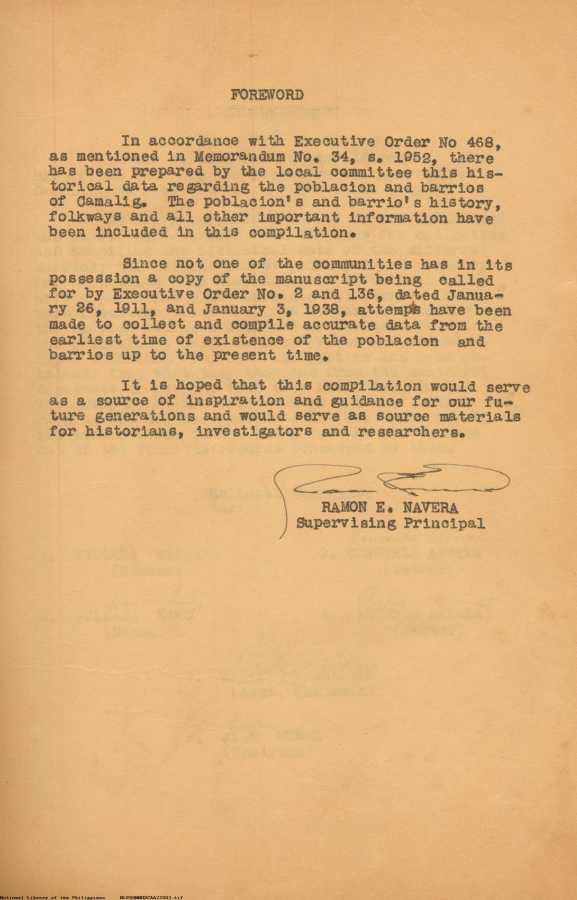 FOREWORD
In accordance with Executive Order No 468,
as mentioned in Memorandum No. 34, s. 1952, there
has been prepared by the local committee this his-
torical data regarding the poblacion and barrios
of Camalig. The poblacion's and barrio's history,
folkways and all other important information have
been included in this compilation.
Since not one of the communities has in its
possession a copy of the manuscript being called
for by Executive Order No. 2 and 136, dated Janua-
ry 26, 1911, and January 3, 1938, attemps have been
made to collect and compile accurate data from the
earliest time of existence of the poblacion and
barrios up to the present time.
It is hoped that this compilation would serve
as a source of inspiration and guidance for our fu-
ture generations and would serve as source materials
for historians, investigators and researchers.
RAMON E. NAVERA
Supervising Principal
National Library of the Philippines